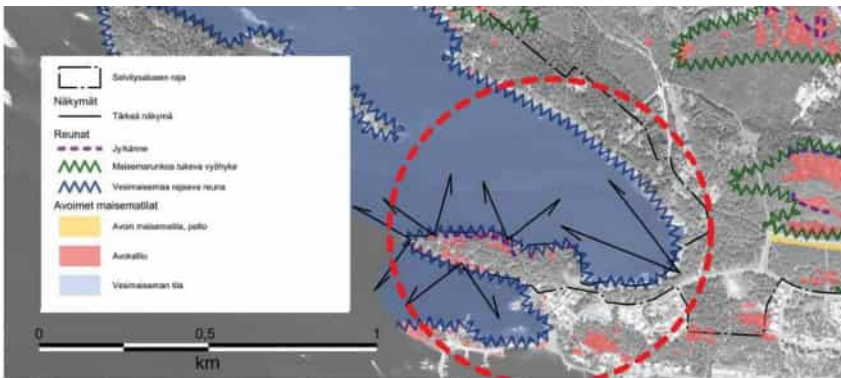 Selvitysalueen raja
Näkymät
Tärkeä näkymä
Reunat
Jyrkänne
Maisemarunkoa tukeva vyöhyke
Vesimaisemaa rajaava reuna
Avoimet maisematilat
Avoin maisematila, pelto
Avokallio
Vesimaiseman tila
0 0,5 1
km